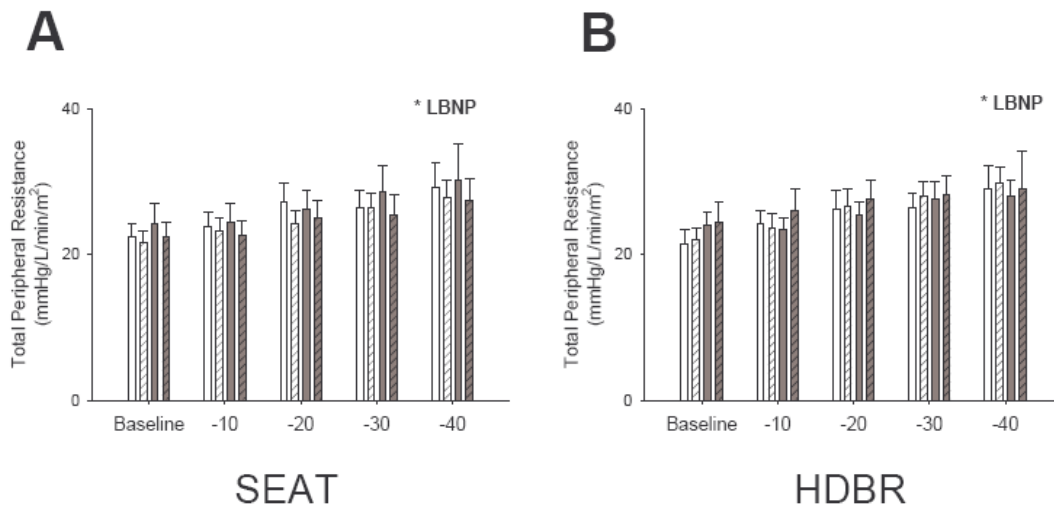 A
B
* LBNP
* LBNP
40
20
0
Total Peripheral Resistance
(mmHg/L/min/m²)
Baseline -10 -20 -30 -40
SEAT
40
20
0
Total Peripheral Resistance
(mmHg/L/min/m²)
Baseline -10 -20 -30 -40
HDBR